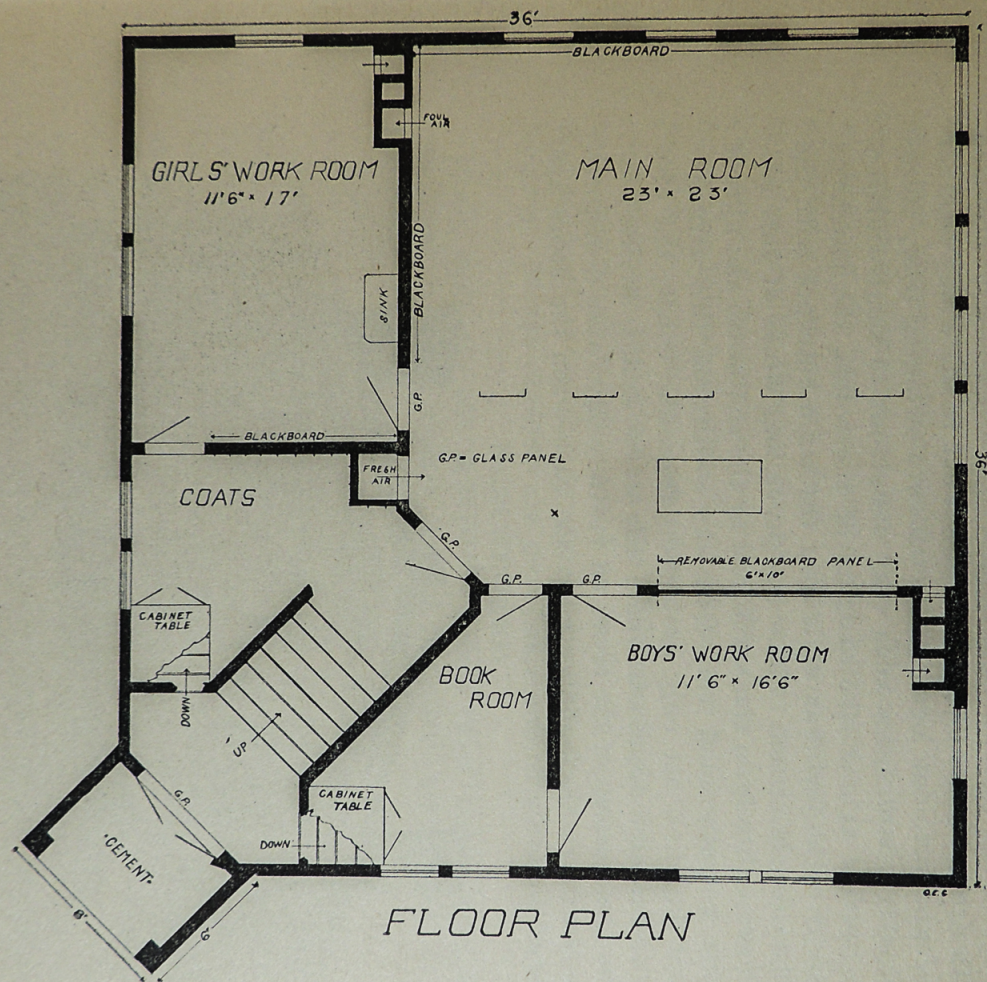 36'
BLACKBOARD
FOUL
AIR
GIRLS' WORK ROOM
11'6" × 17'
MAIN ROOM
23' × 23'
BLACKBOARD
SINK
G.P.
BLACKBOARD
G.P. = GLASS PANEL
FRESH
AIR
COATS
36'
G.P.
REMOVABLE BLACKBOARD PANEL
6' × 10'
G.P.
G.P.
CABINET
TABLE
BOYS' WORK ROOM
11' 6" × 16'6"
BOOK
ROOM
DOWN
UP
G.P.
CABINET
TABLE
DOWN
CEMENT
8'
6'
FLOOR PLAN